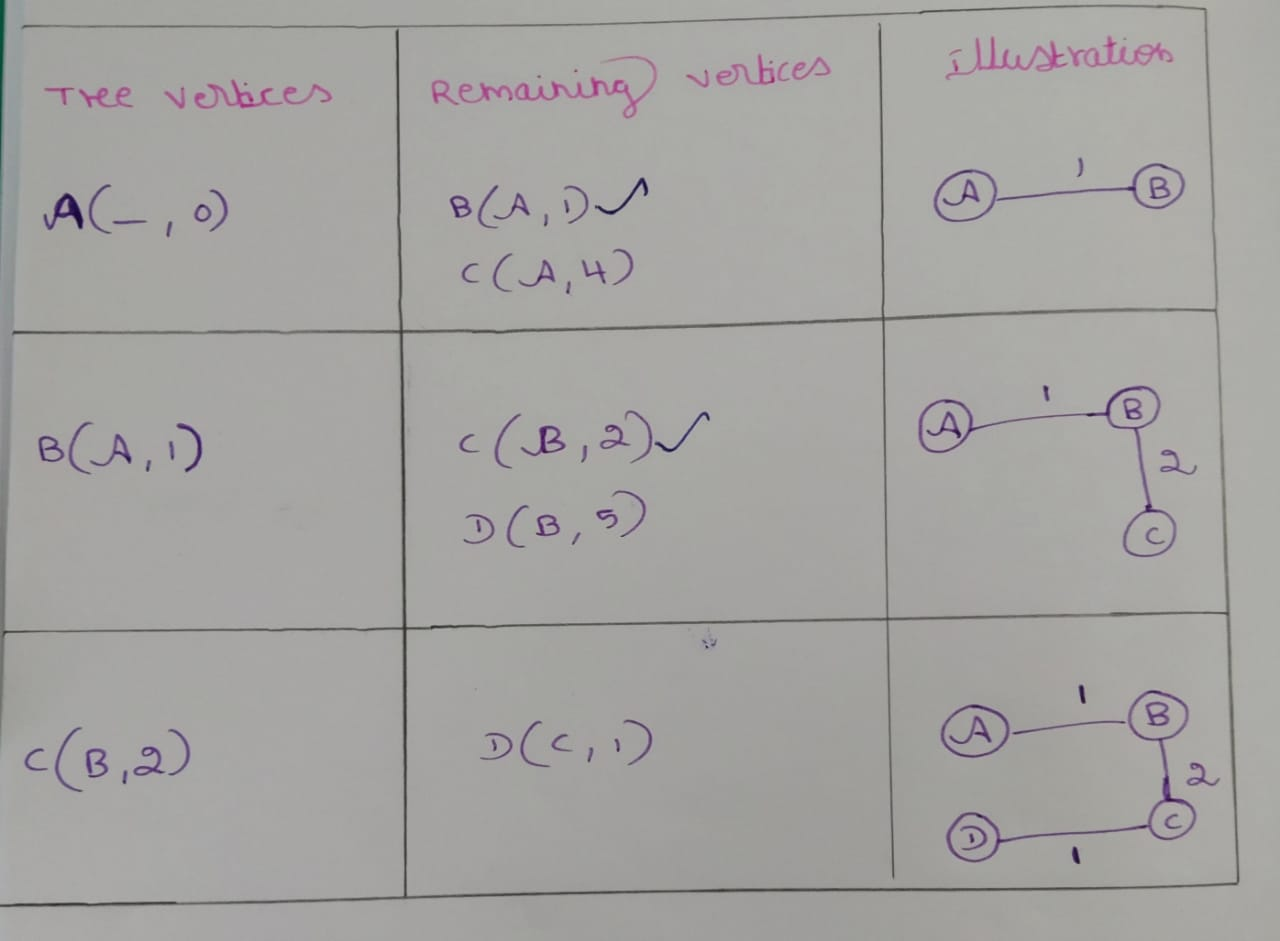 Tree vertices
Remaining vertices
illustration
A(–, 0)
B(A, 1) ✓
C(A, 4)
A 1 B
B(A, 1)
C(B, 2) ✓
D(B, 5)
A 1 B
2
C
C(B, 2)
D(C, 1)
A 1 B
2
D 1 C